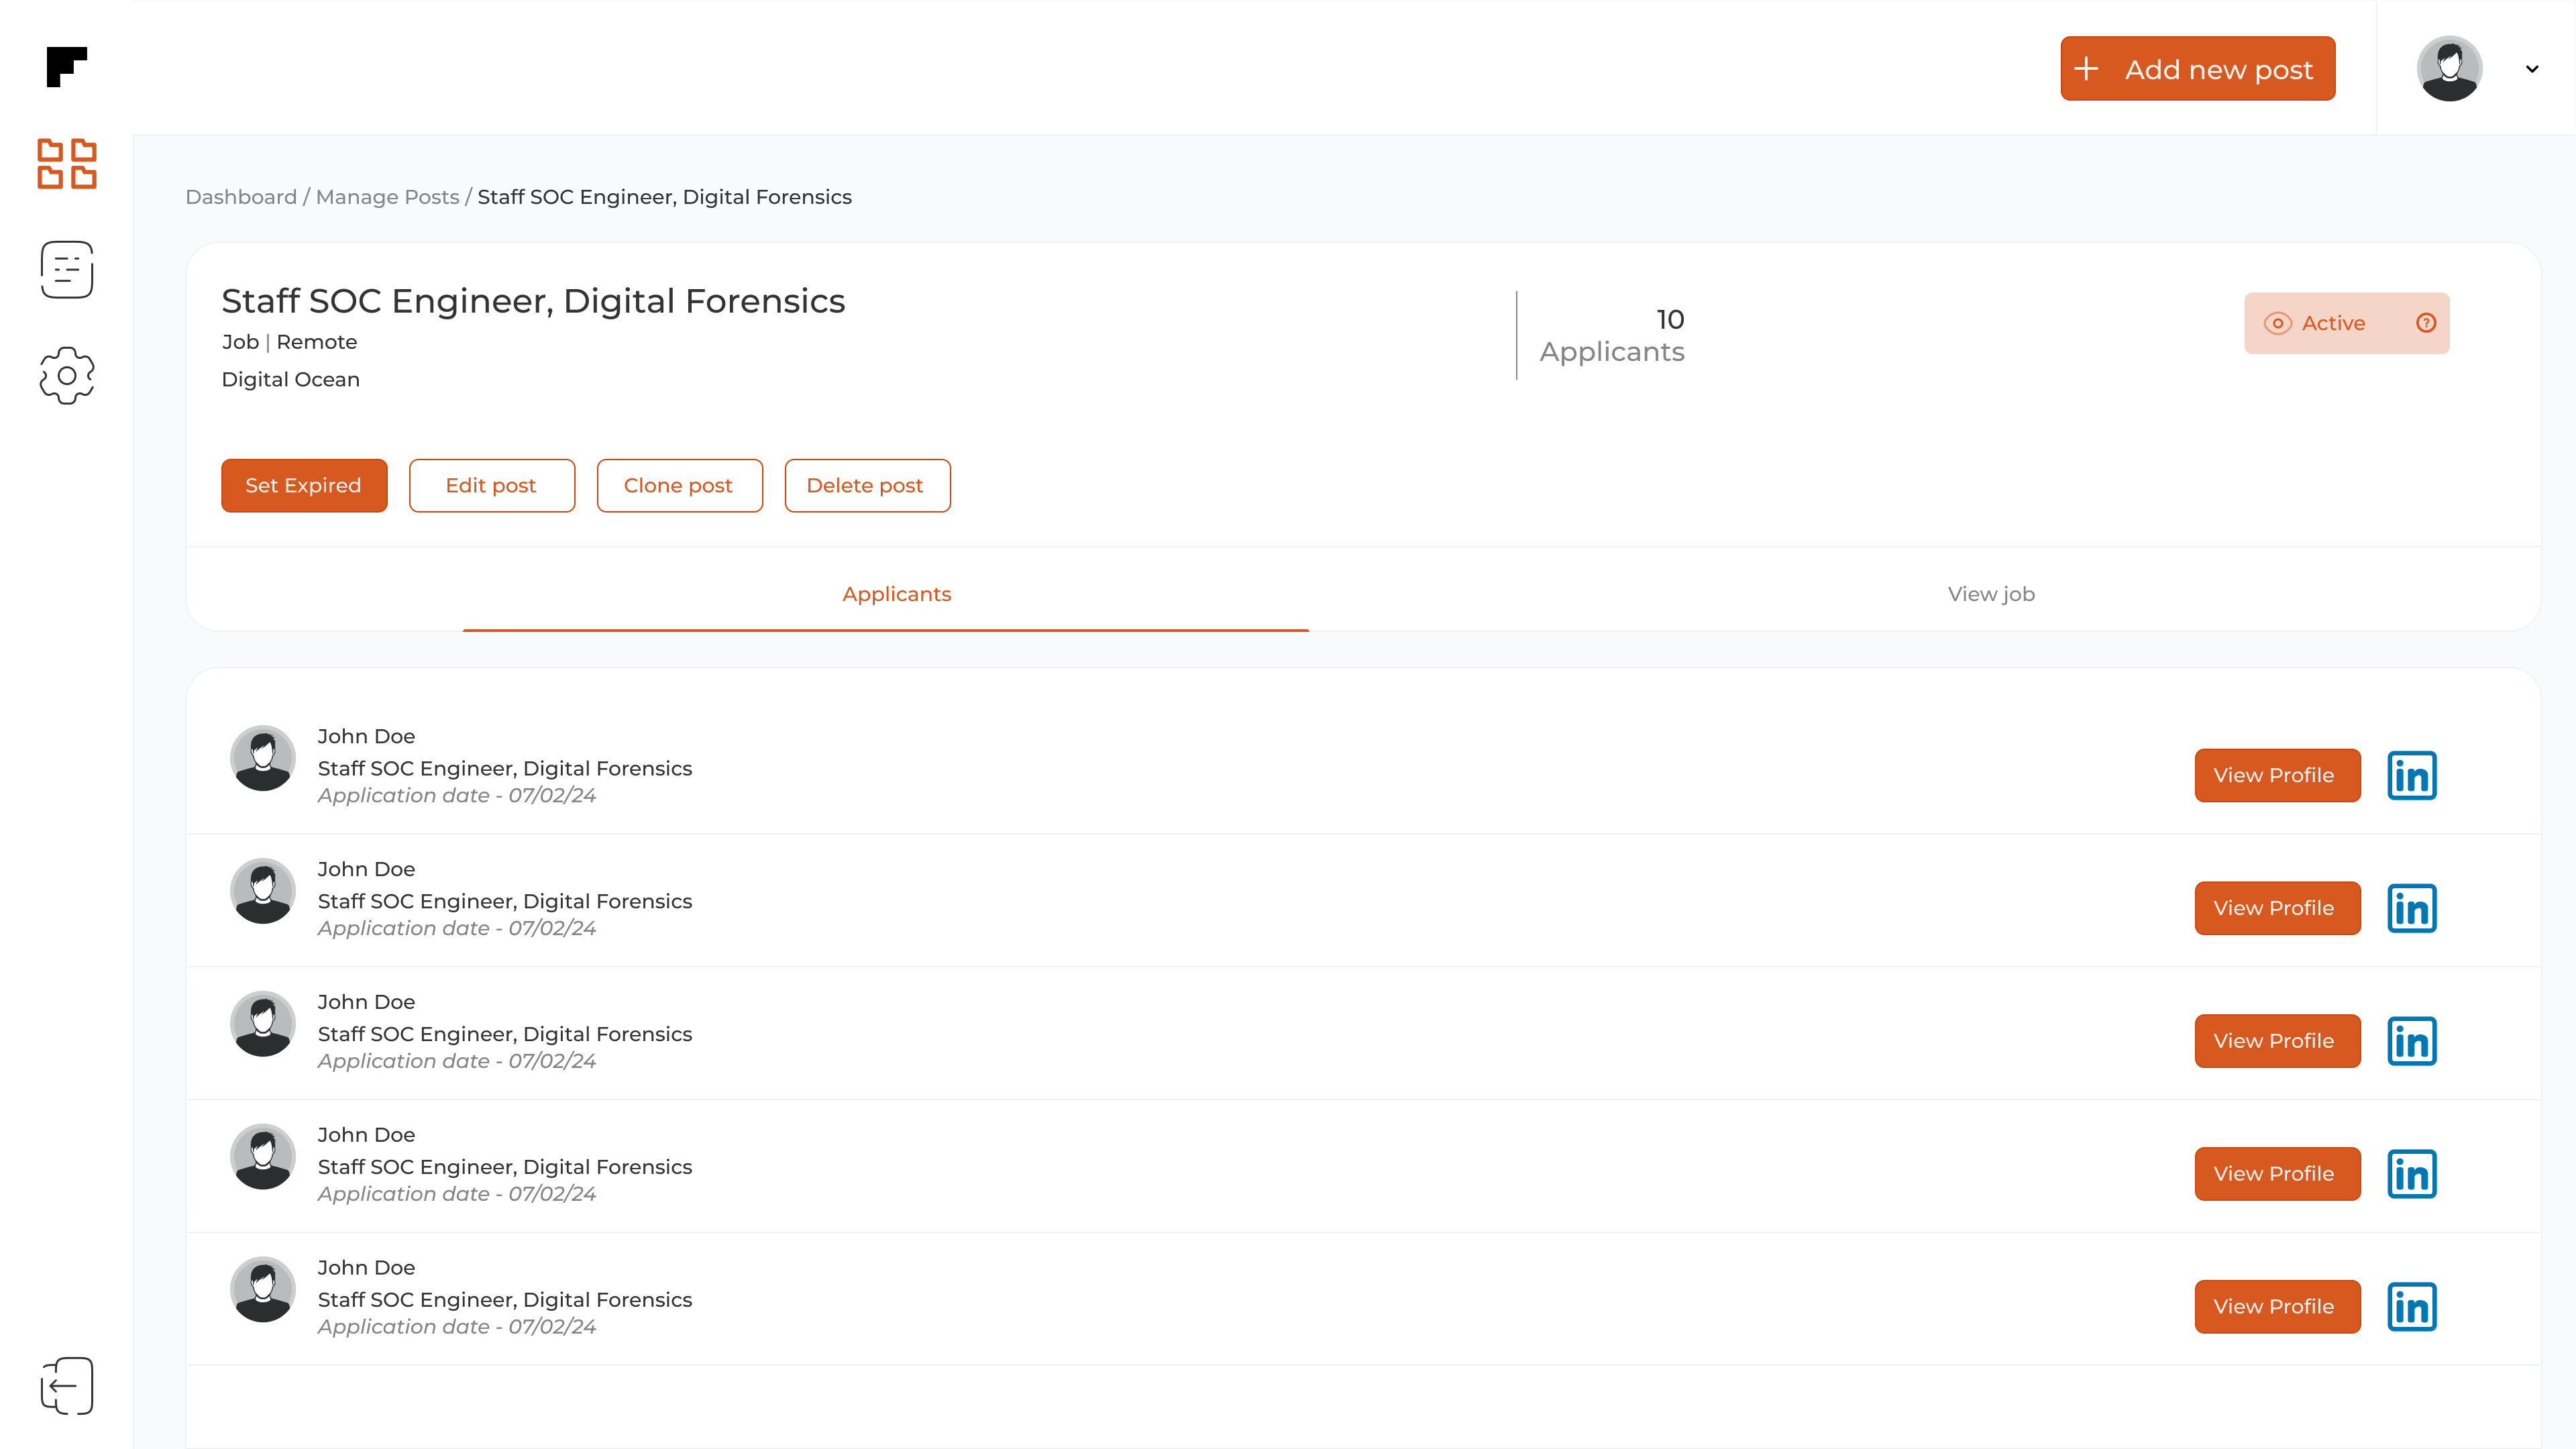 Add new post
Dashboard / Manage Posts / Staff SOC Engineer, Digital Forensics
Staff SOC Engineer, Digital Forensics
Job | Remote
Digital Ocean
10
Applicants
Active
Set Expired
Edit post
Clone post
Delete post
Applicants
View job
John Doe
Staff SOC Engineer, Digital Forensics
Application date - 07/02/24
View Profile
in
John Doe
Staff SOC Engineer, Digital Forensics
Application date - 07/02/24
View Profile
in
John Doe
Staff SOC Engineer, Digital Forensics
Application date - 07/02/24
View Profile
in
John Doe
Staff SOC Engineer, Digital Forensics
Application date - 07/02/24
View Profile
in
John Doe
Staff SOC Engineer, Digital Forensics
Application date - 07/02/24
View Profile
in